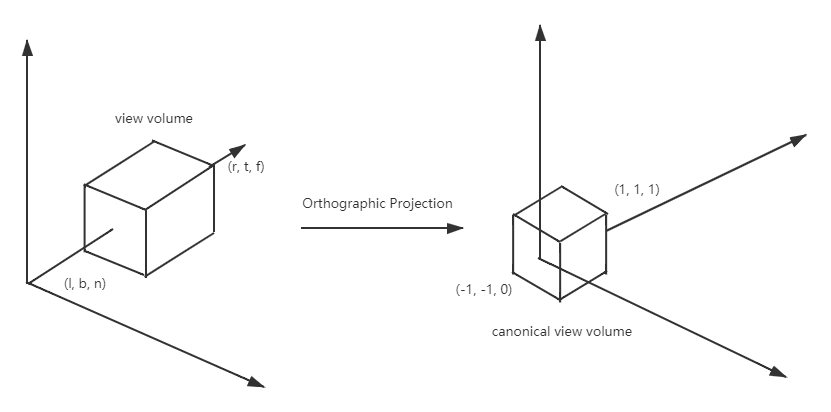 view volume
(r, t, f)
(l, b, n)
Orthographic Projection
(1, 1, 1)
(-1, -1, 0)
canonical view volume